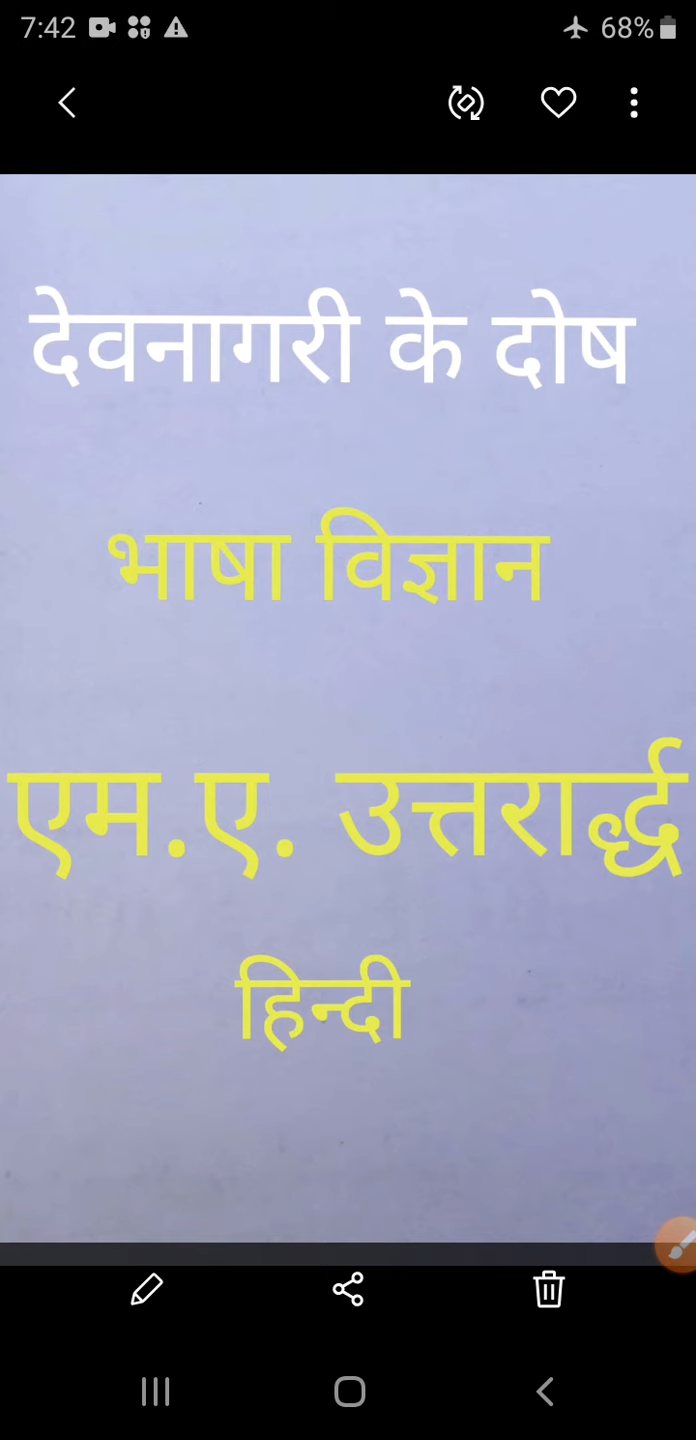 7:42 68%
देवनागरी के दोष
भाषा विज्ञान
एम.ए. उत्तरार्द्ध
हिन्दी